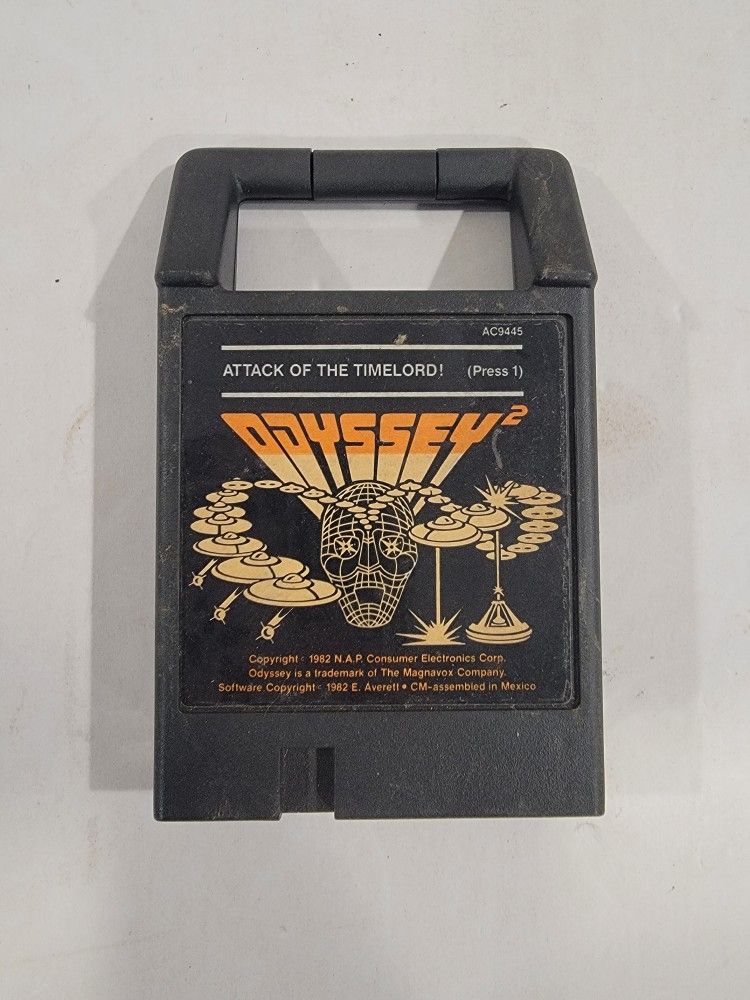 AC9445
ATTACK OF THE TIMELORD! (Press 1)
ODYSSEY²
Copyright © 1982 N.A.P. Consumer Electronics Corp.
Odyssey is a trademark of The Magnavox Company.
Software Copyright © 1982 E. Averett • CM-assembled in Mexico